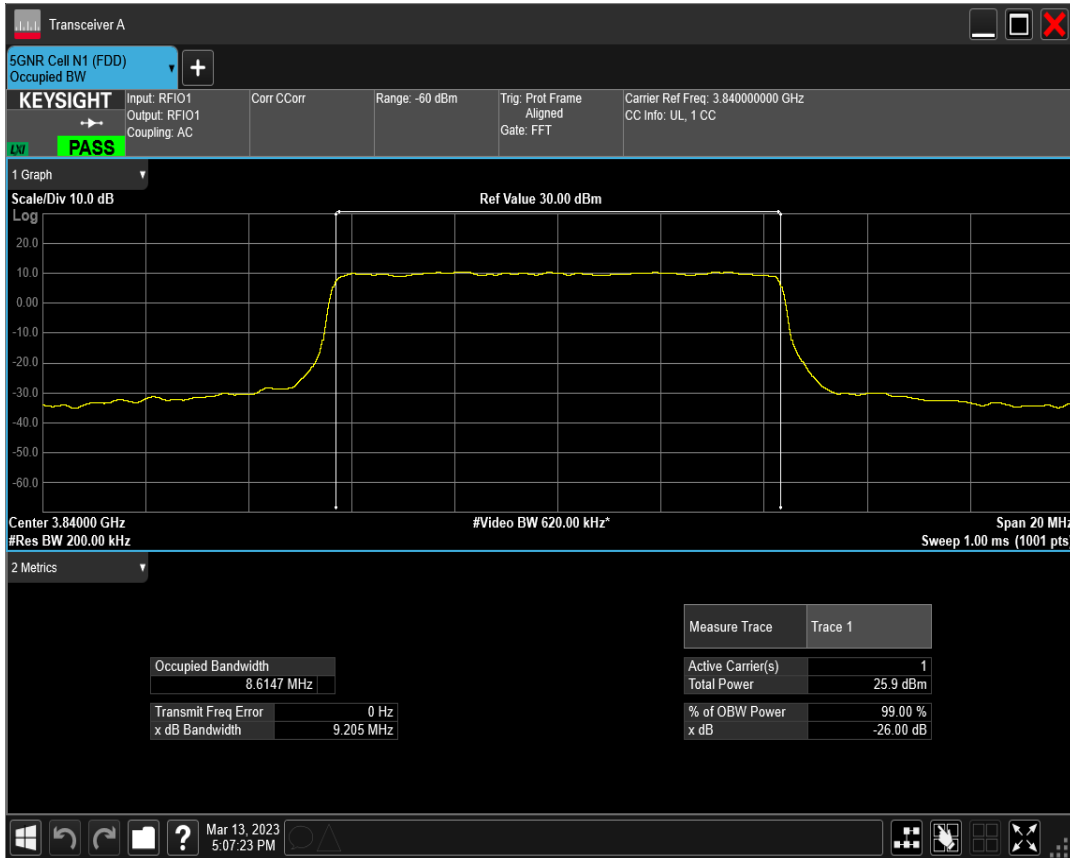 Transceiver A
5GNR Cell N1 (FDD)
Occupied BW
+
KEYSIGHT
LXI
PASS
Input: RFIO1
Output: RFIO1
Coupling: AC
Corr CCorr
Range: -60 dBm
Trig: Prot Frame
Aligned
Gate: FFT
Carrier Ref Freq: 3.840000000 GHz
CC Info: UL, 1 CC
1 Graph
Scale/Div 10.0 dB
Ref Value 30.00 dBm
Log
20.0
10.0
0.00
-10.0
-20.0
-30.0
-40.0
-50.0
-60.0
Center 3.84000 GHz
#Video BW 620.00 kHz*
Span 20 MHz
#Res BW 200.00 kHz
Sweep 1.00 ms (1001 pts)
2 Metrics
Measure Trace Trace 1
Occupied Bandwidth
8.6147 MHz
Active Carrier(s) 1
Total Power 25.9 dBm
Transmit Freq Error 0 Hz
x dB Bandwidth 9.205 MHz
% of OBW Power 99.00 %
x dB -26.00 dB
?
Mar 13, 2023
5:07:23 PM